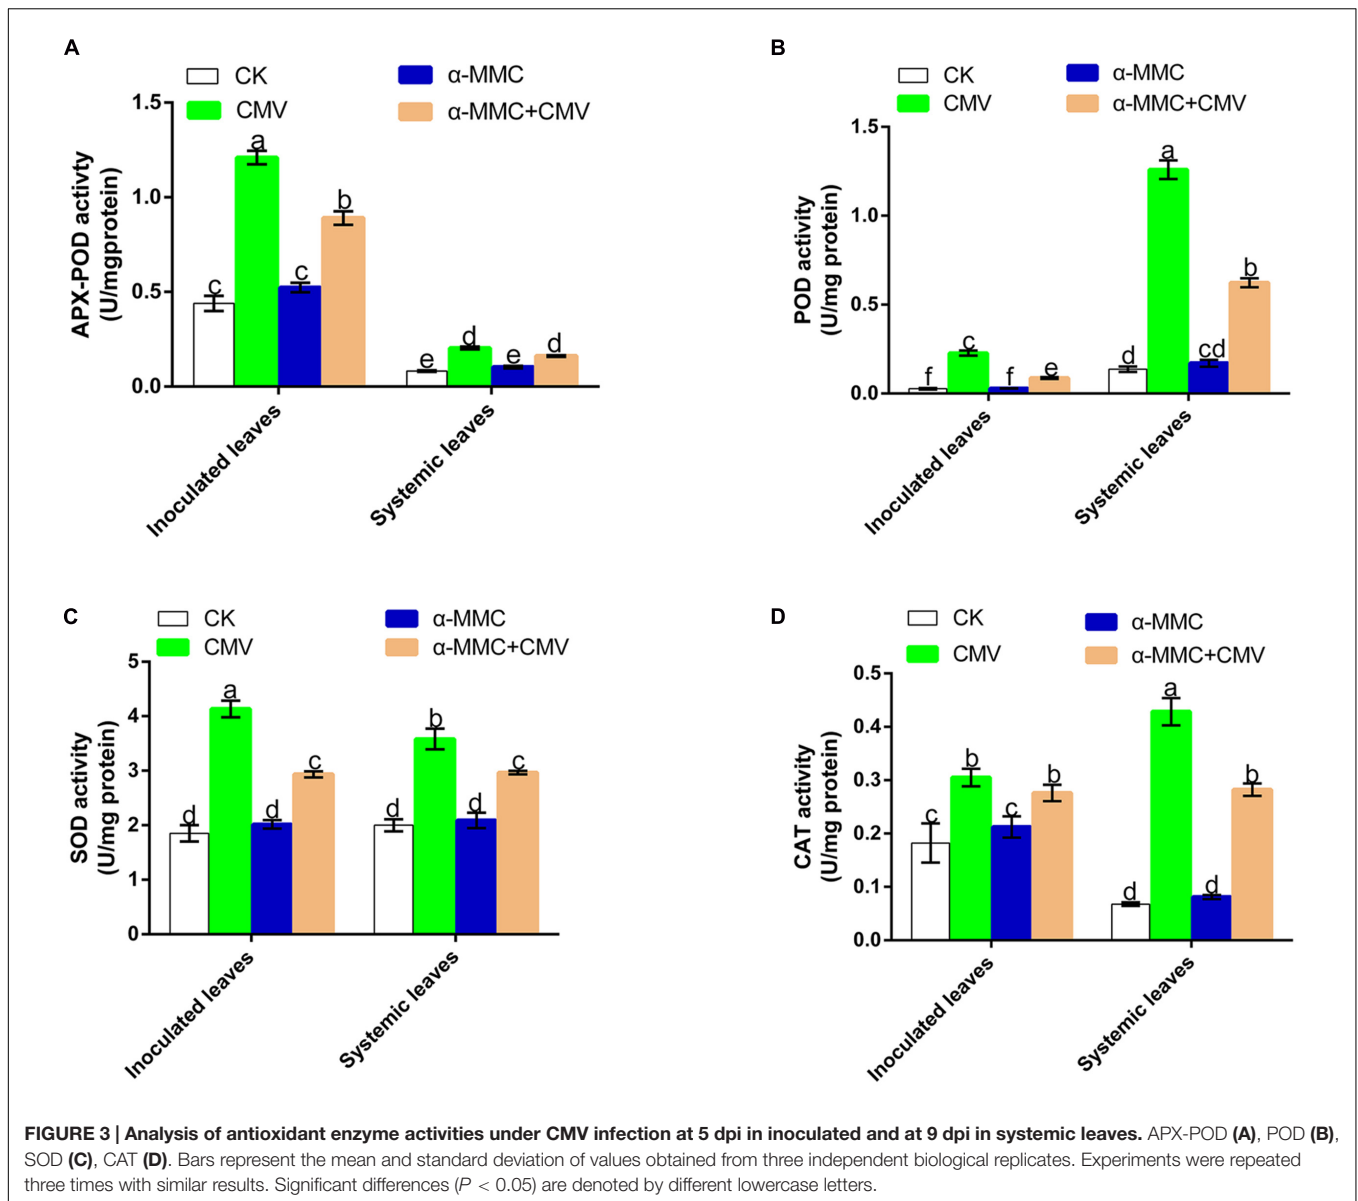 A
CK
α-MMC
CMV
α-MMC+CMV
APX-POD activty
(U/mgprotein)
1.5
1.0
0.5
0.0
c
a
c
b
e
d
e
d
Inoculated leaves
Systemic leaves
B
CK
α-MMC
CMV
α-MMC+CMV
POD activity
(U/mg protein)
1.5
1.0
0.5
0.0
f
c
f
e
d
a
cd
b
Inoculated leaves
Systemic leaves
C
CK
α-MMC
CMV
α-MMC+CMV
SOD activity
(U/mg protein)
5
4
3
2
1
0
d
a
d
c
d
b
d
c
Inoculated leaves
Systemic leaves
D
CK
α-MMC
CMV
α-MMC+CMV
CAT activity
(U/mg protein)
0.5
0.4
0.3
0.2
0.1
0.0
c
b
c
b
d
a
d
b
Inoculated leaves
Systemic leaves
FIGURE 3 | Analysis of antioxidant enzyme activities under CMV infection at 5 dpi in inoculated and at 9 dpi in systemic leaves. APX-POD (A), POD (B),
SOD (C), CAT (D). Bars represent the mean and standard deviation of values obtained from three independent biological replicates. Experiments were repeated
three times with similar results. Significant differences (P < 0.05) are denoted by different lowercase letters.